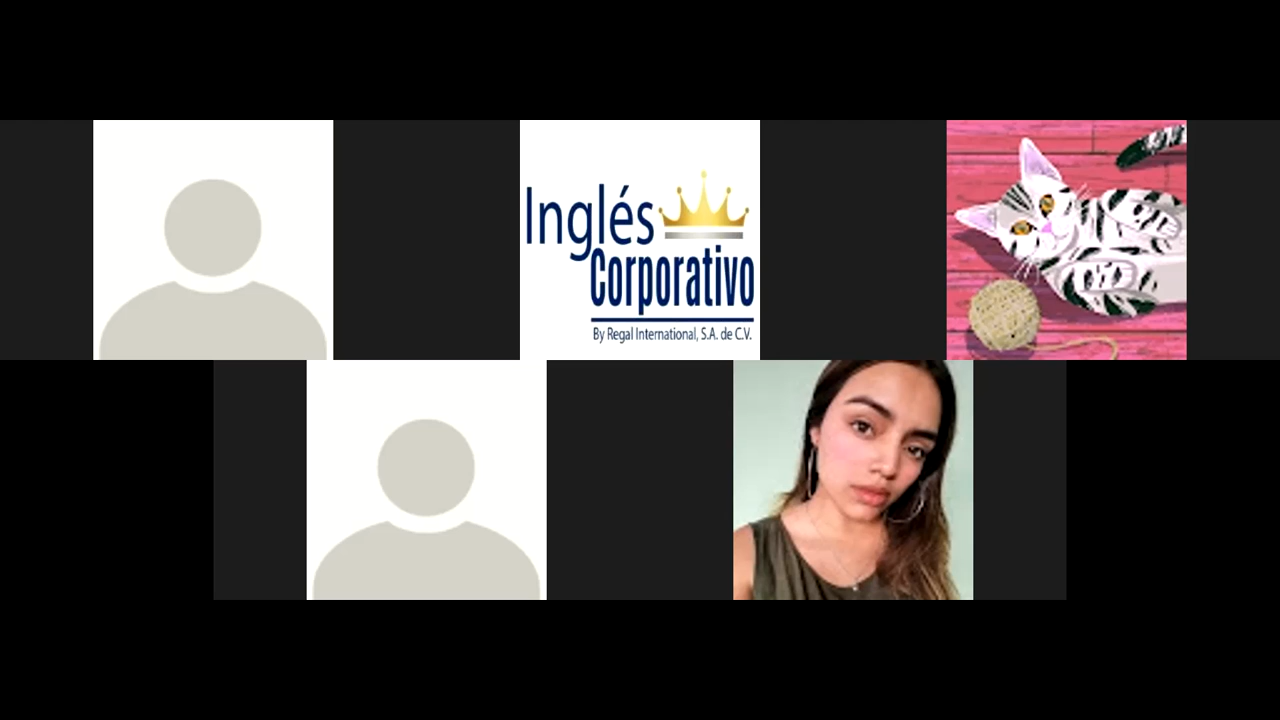 Inglés
Corporativo
By Regal International, S.A. de C.V.